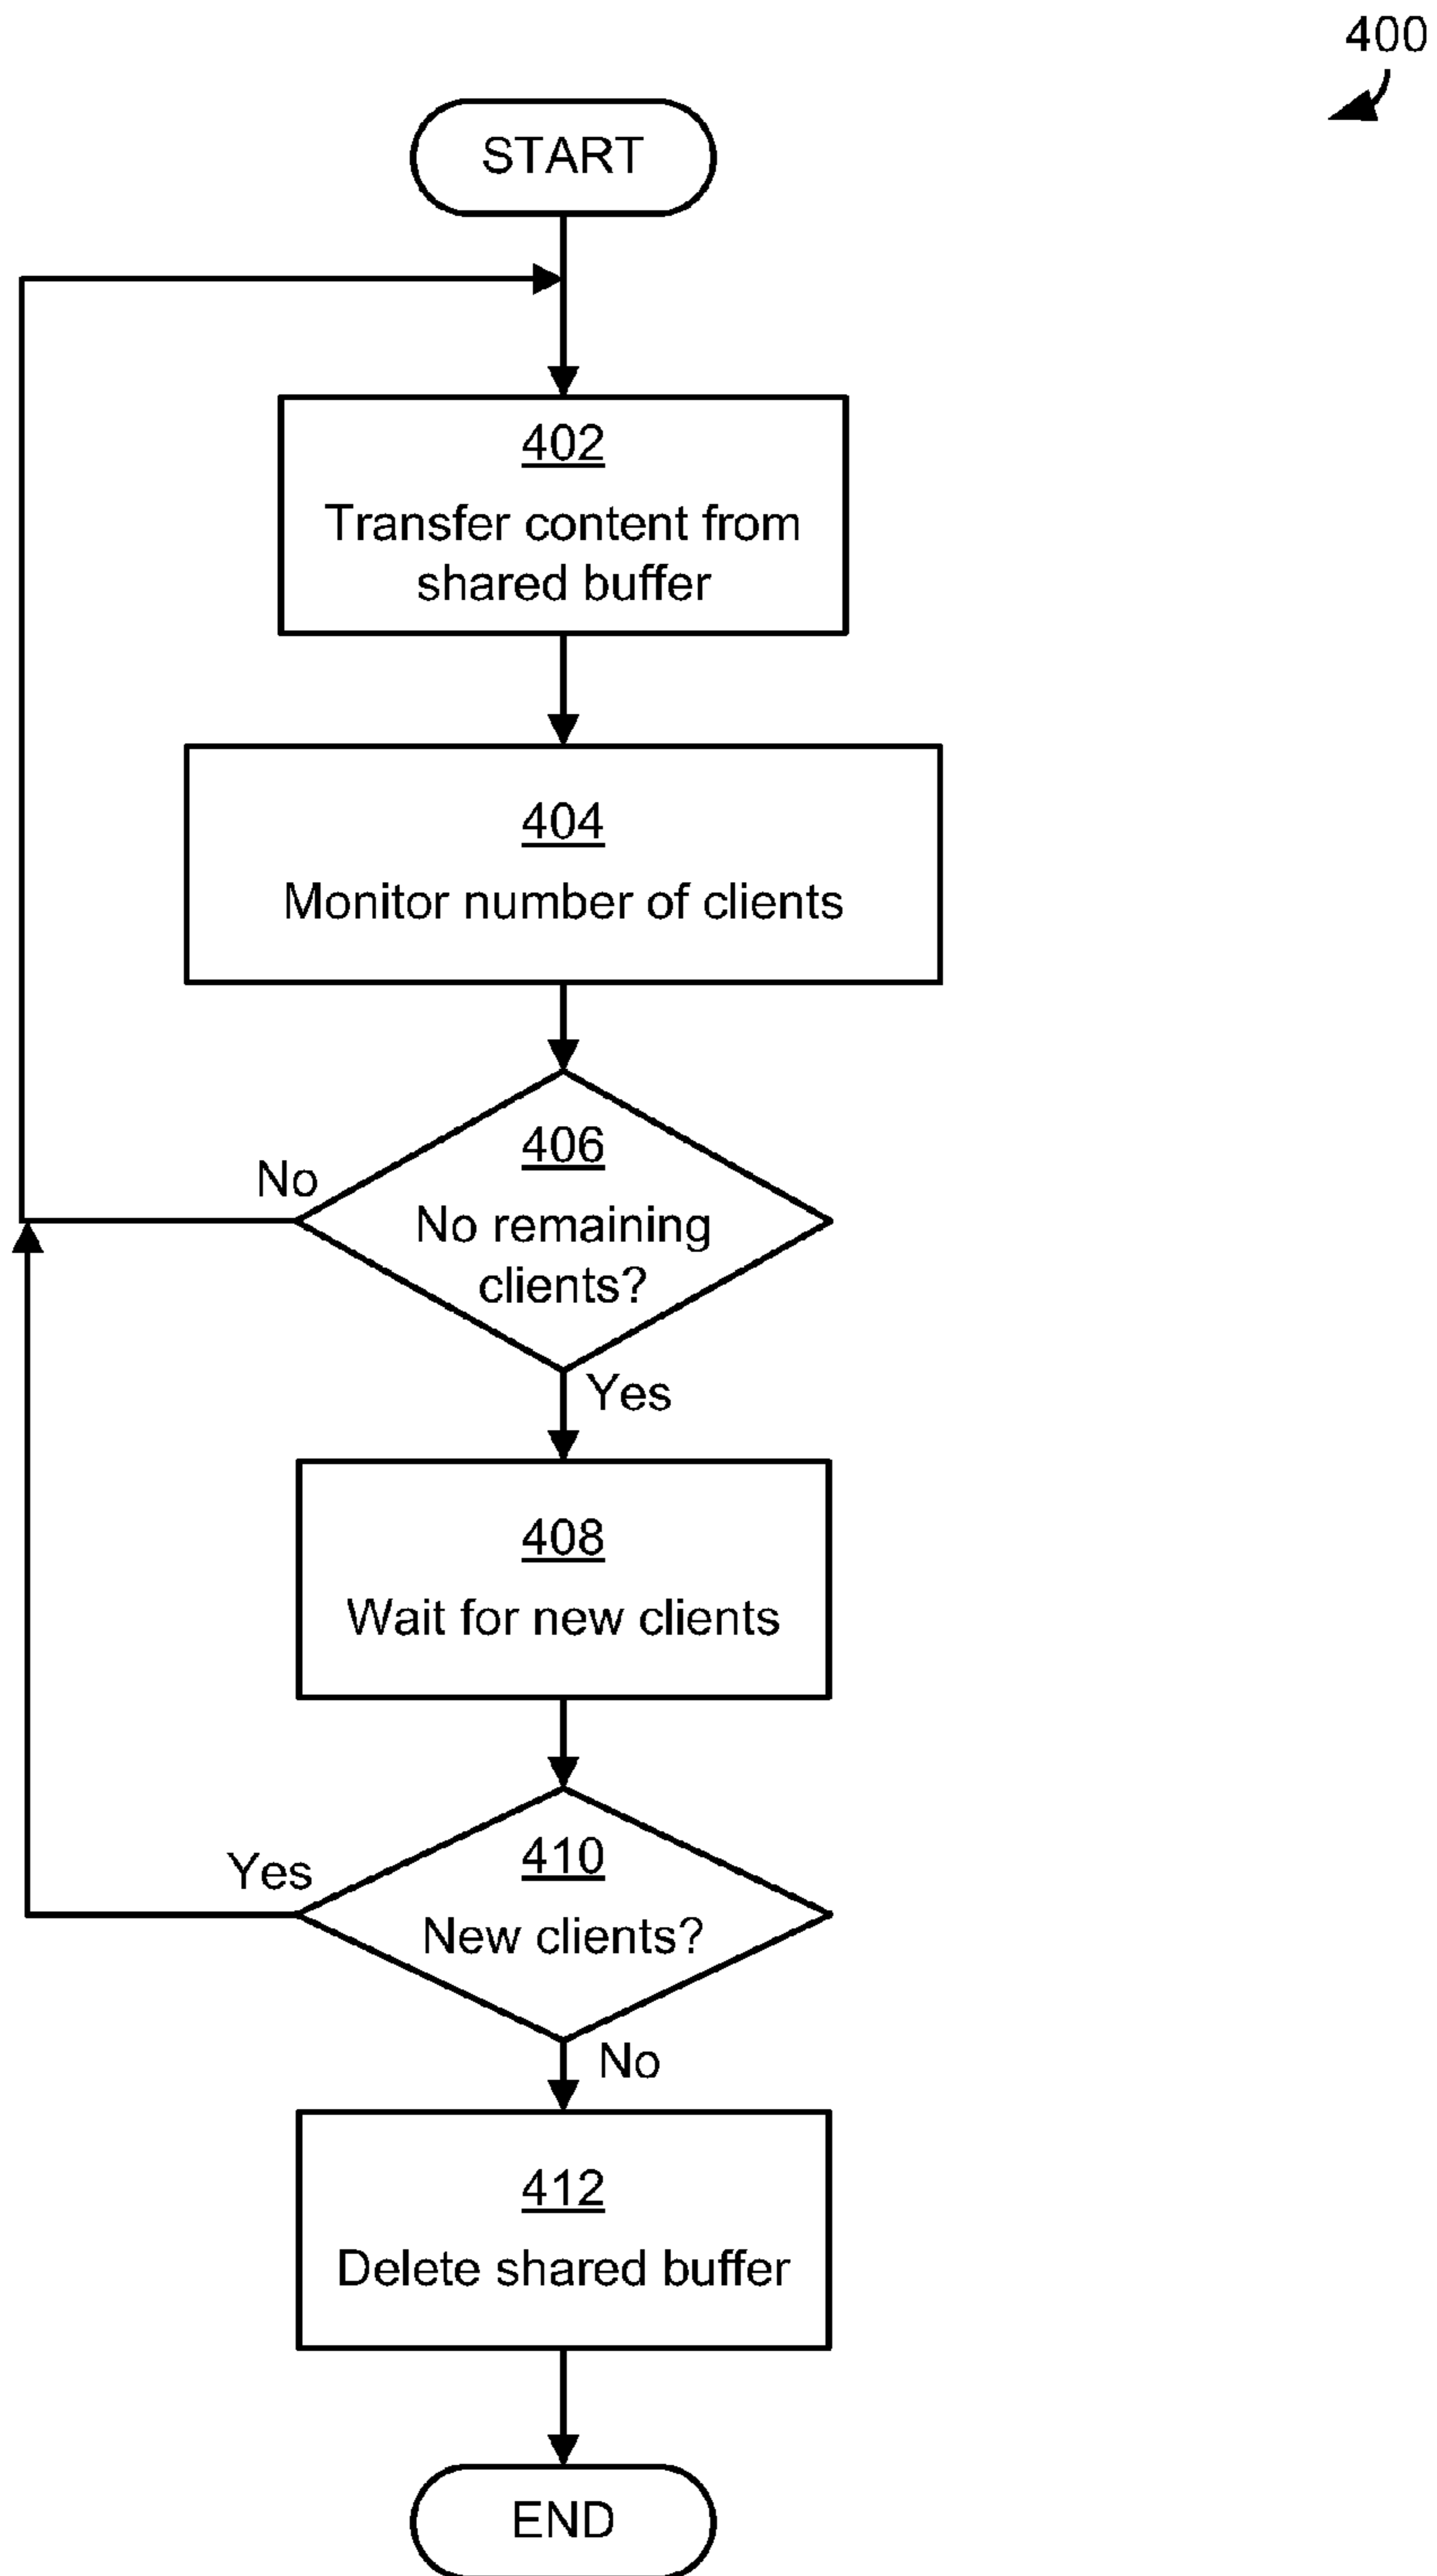 400
START
402
Transfer content from
shared buffer
404
Monitor number of clients
406
No remaining
clients?
No
Yes
408
Wait for new clients
410
New clients?
Yes
No
412
Delete shared buffer
END